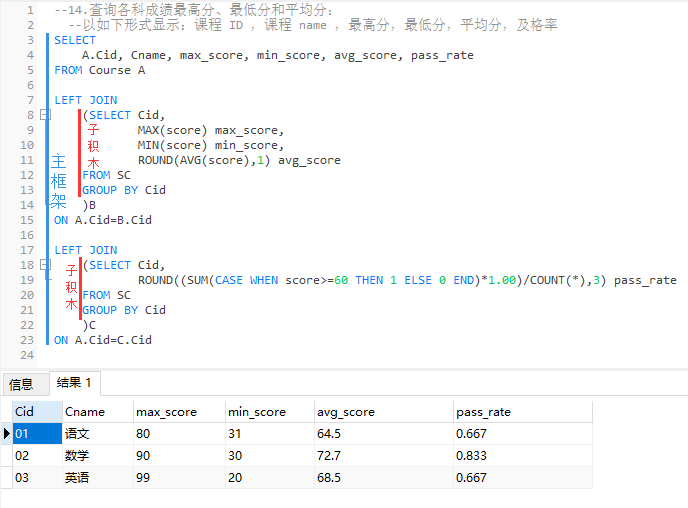 1 --14.查询各科成绩最高分、最低分和平均分:
2 --以如下形式显示:课程 ID ，课程 name ，最高分，最低分，平均分，及格率
3 SELECT
4 A.Cid, Cname, max_score, min_score, avg_score, pass_rate
5 FROM Course A
6
7 LEFT JOIN
8 (SELECT Cid,
9 MAX(score) max_score,
10 MIN(score) min_score,
11 ROUND(AVG(score),1) avg_score
12 FROM SC
13 GROUP BY Cid
14 )B
15 ON A.Cid=B.Cid
16
17 LEFT JOIN
18 (SELECT Cid,
19 ROUND((SUM(CASE WHEN score>=60 THEN 1 ELSE 0 END)*1.00)/COUNT(*),3) pass_rate
20 FROM SC
21 GROUP BY Cid
22 )C
23 ON A.Cid=C.Cid
24
主框架
子积木
子积木
信息 结果 1
Cid Cname max_score min_score avg_score pass_rate
01 语文 80 31 64.5 0.667
02 数学 90 30 72.7 0.833
03 英语 99 20 68.5 0.667